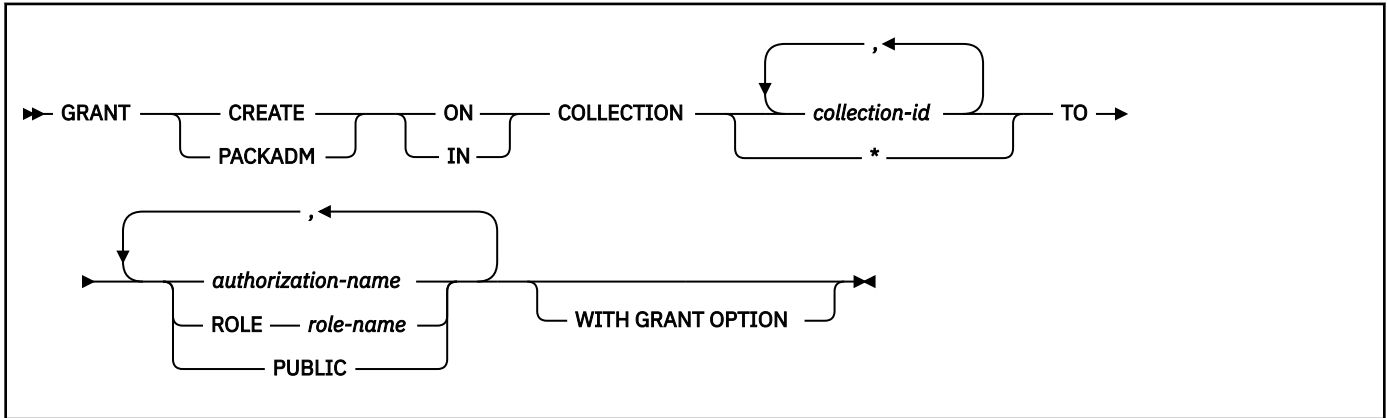 ,
GRANT CREATE ON COLLECTION collection-id TO
PACKADM IN *
,
authorization-name
ROLE role-name WITH GRANT OPTION
PUBLIC